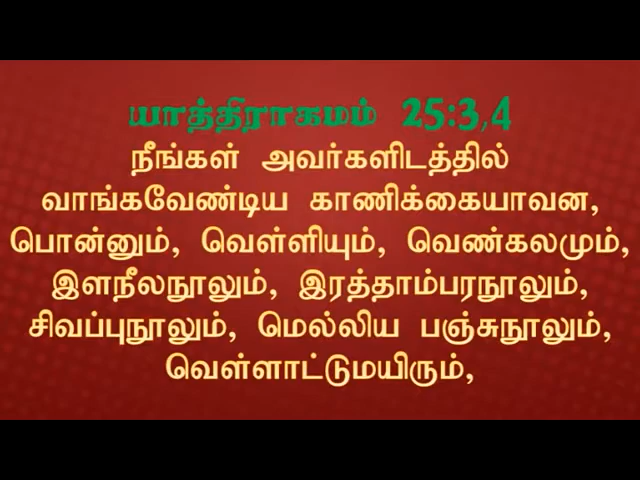 யாத்திராகமம் 25:3,4
நீங்கள் அவர்களிடத்தில்
வாங்கவேண்டிய காணிக்கையாவன,
பொன்னும், வெள்ளியும், வெண்கலமும்,
இளநீலநூலும், இரத்தாம்பரநூலும்,
சிவப்புநூலும், மெல்லிய பஞ்சுநூலும்,
வெள்ளாட்டுமயிரும்,